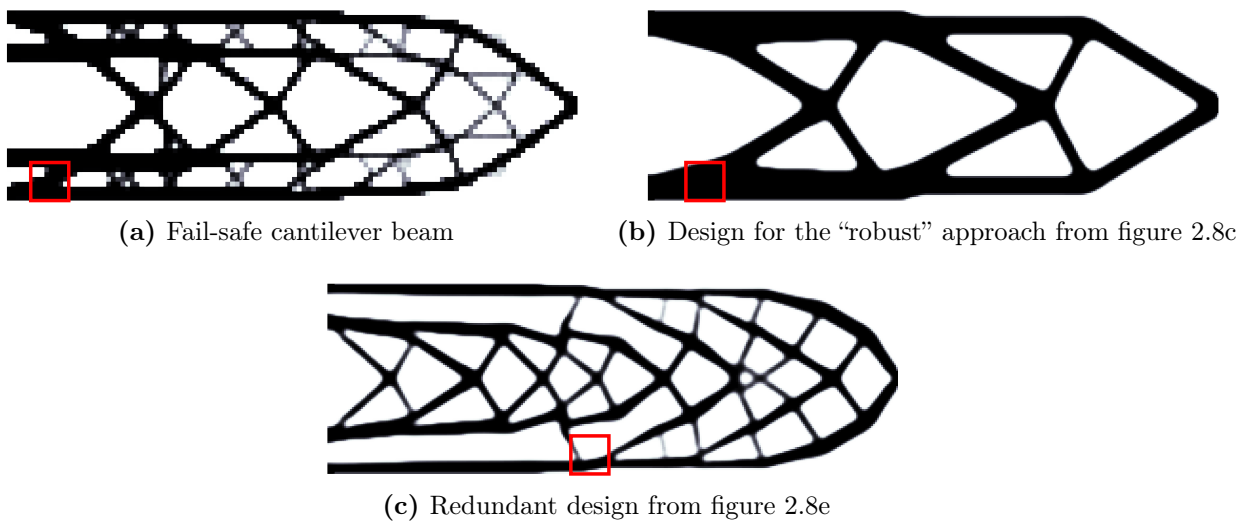 (a) Fail-safe cantilever beam
(b) Design for the “robust” approach from figure 2.8c
(c) Redundant design from figure 2.8e